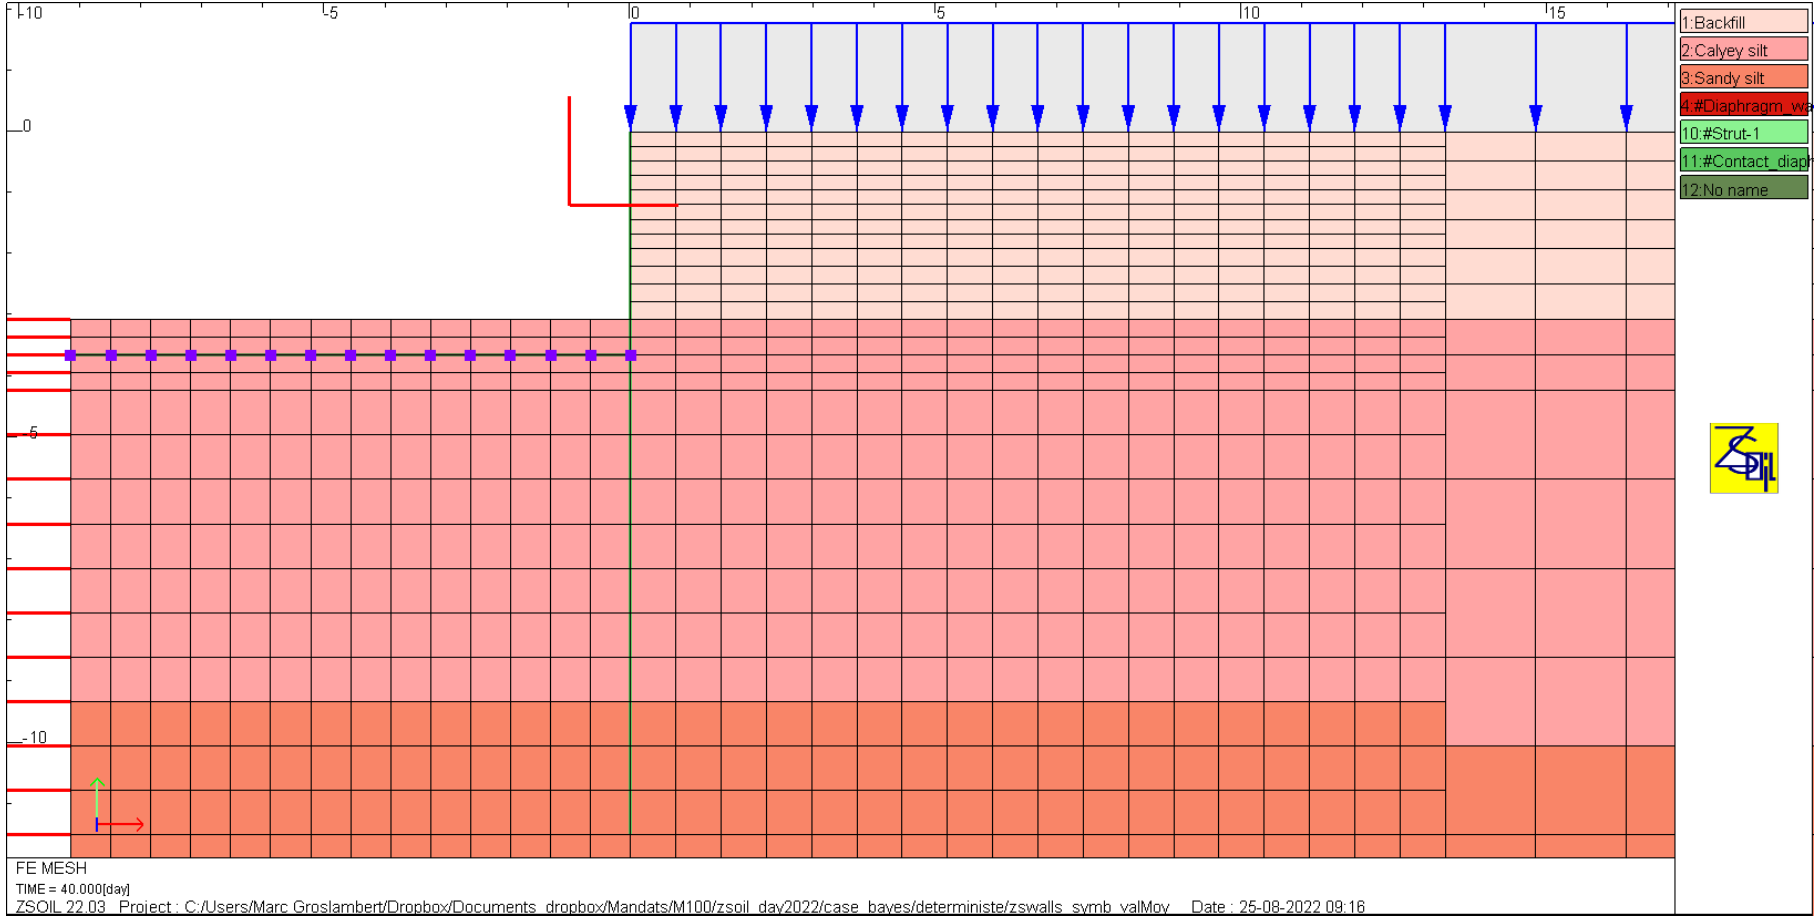 -10 -5 0 5 10 15
0
-5
-10
1:Backfill
2:Calyey silt
3:Sandy silt
4:#Diaphragm_wa
10:#Strut-1
11:#Contact_diaph
12:No name
ZSOIL
FE MESH
TIME = 40.000[day]
ZSOIL 22.03 Project : C:/Users/Marc Groslambert/Dropbox/Documents_dropbox/Mandats/M100/zsoil_day2022/case_bayes/deterministe/zswalls_symb_valMoy Date : 25-08-2022 09:16